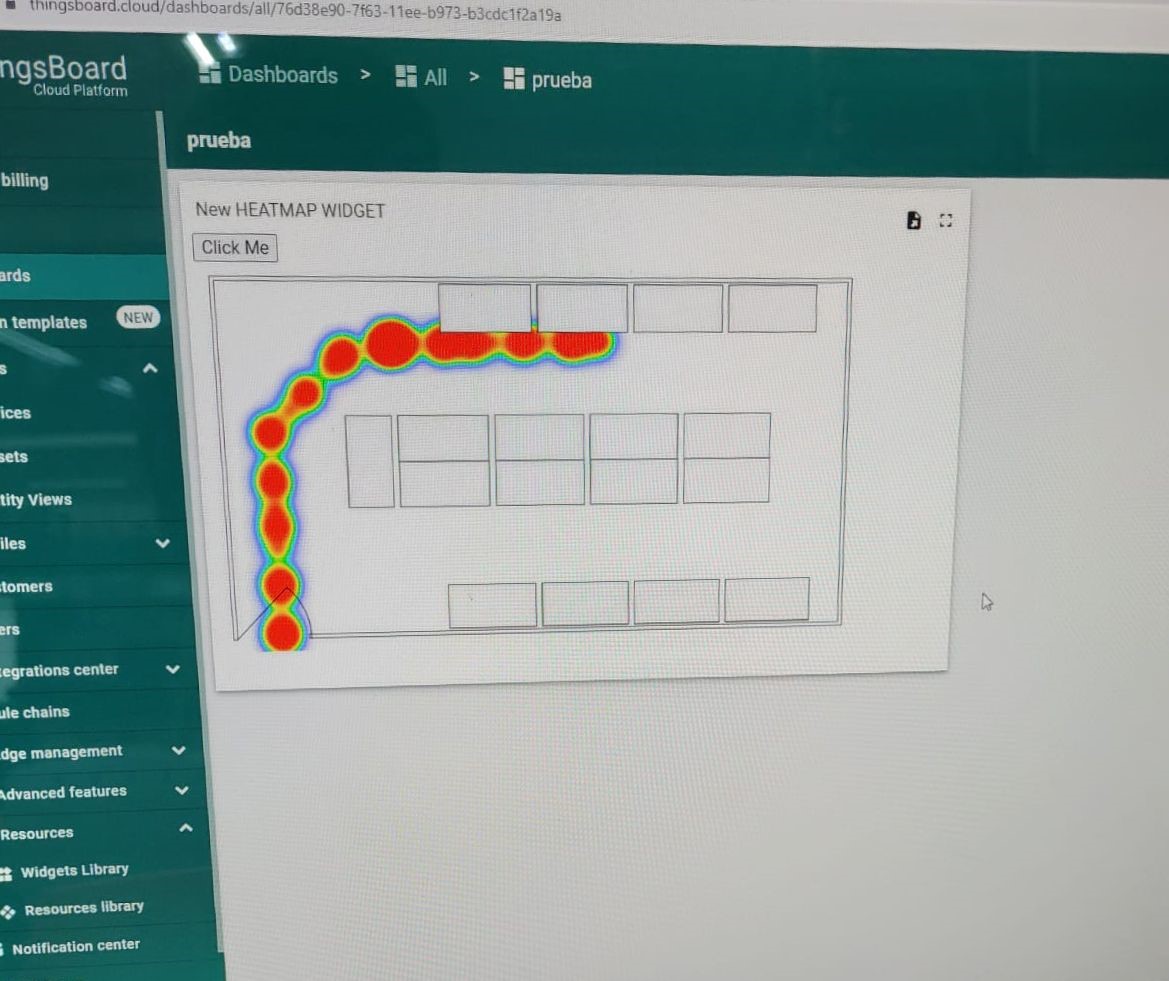 thingsboard.cloud/dashboards/all/76d38e90-7f63-11ee-b973-b3cdc1f2a19a
ngsBoard
Cloud Platform
Dashboards > All > prueba
prueba
billing
New HEATMAP WIDGET
Click Me
ards
n templates NEW
s
ices
sets
tity Views
iles
stomers
ers
tegrations center
ule chains
dge management
Advanced features
Resources
Widgets Library
Resources library
Notification center